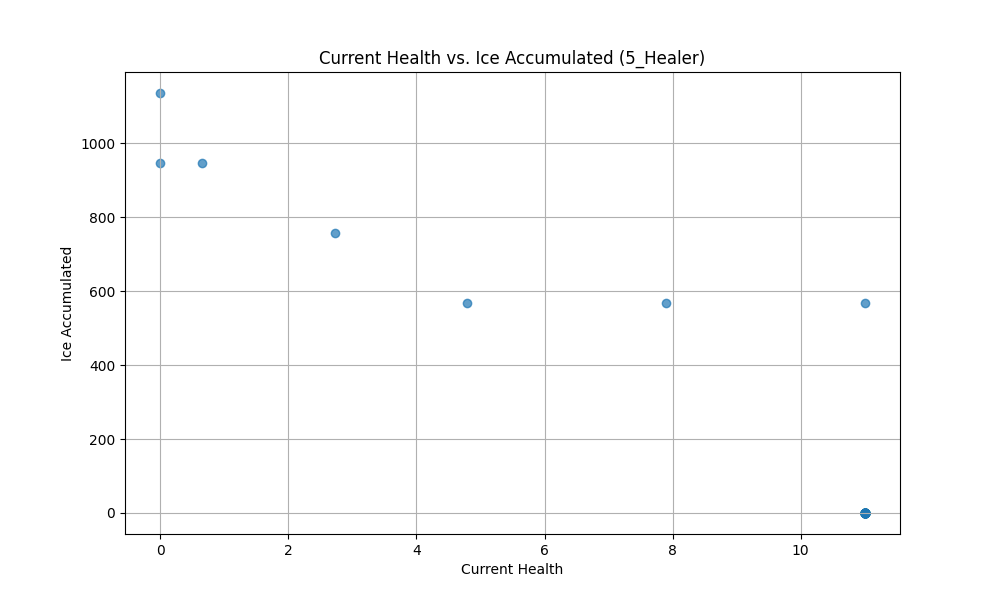 Current Health vs. Ice Accumulated (5_Healer)
Ice Accumulated
1000
800
600
400
200
0
0 2 4 6 8 10
Current Health